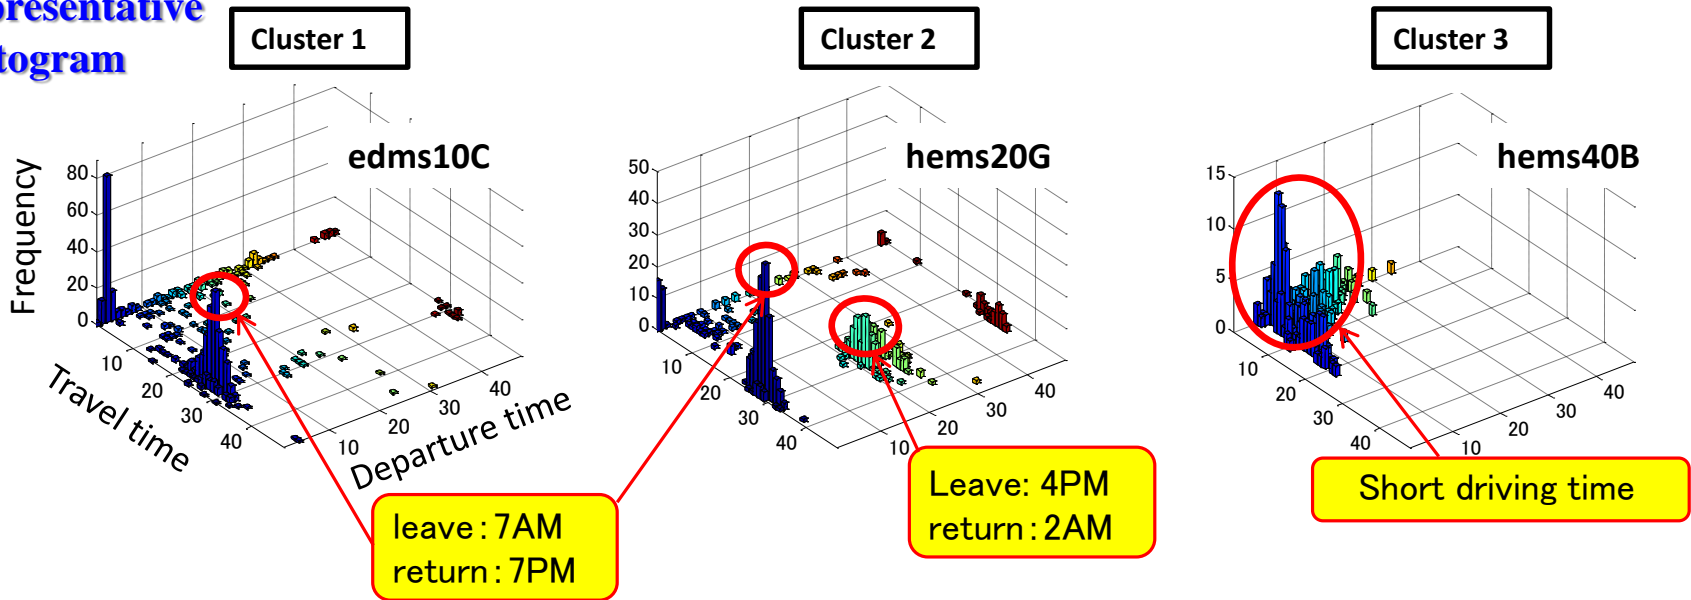 presentative
togram
Cluster 1
Cluster 2
Cluster 3
edms10C
hems20G
hems40B
Frequency
80
60
40
20
0
10
20
30
40
10
20
30
40
Travel time
Departure time
50
40
30
20
10
0
10
20
30
40
10
20
30
40
15
10
5
0
10
20
30
40
10
20
30
40
leave : 7AM
return : 7PM
Leave: 4PM
return : 2AM
Short driving time